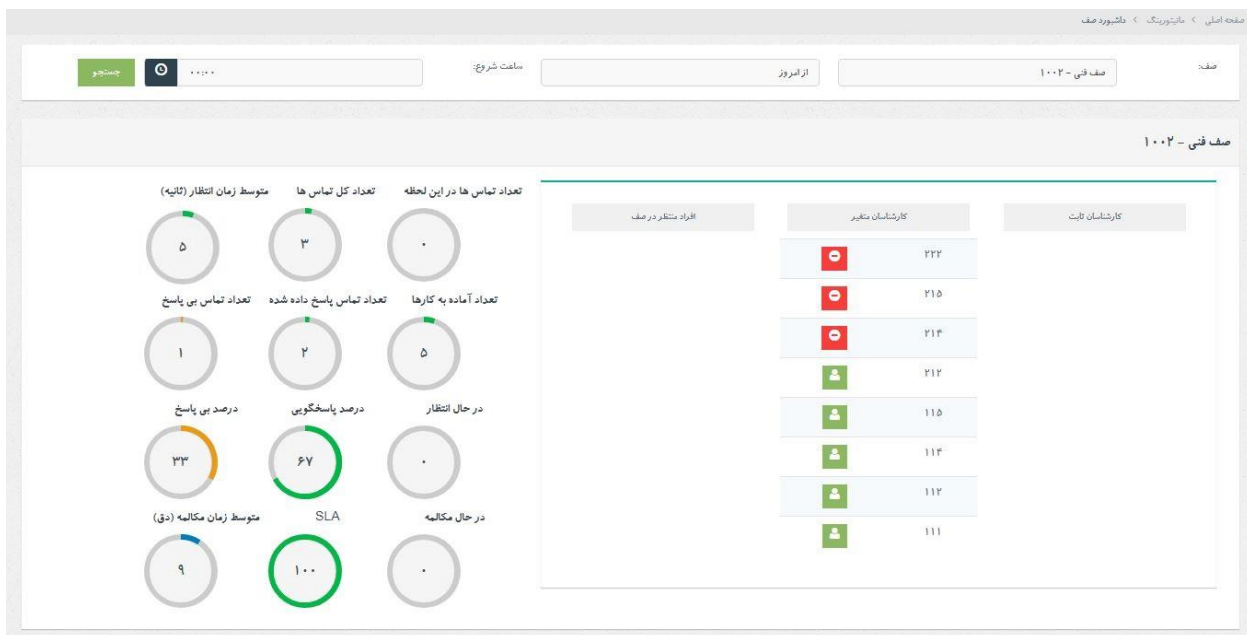 صفحه اصلی > مانیتورینگ > داشبورد صف
صف: صف فنی - ۱۰۰۲ از امروز ساعت شروع: ۰۰:۰۰ جستجو
صف فنی - ۱۰۰۲
کارشناسان ثابت
کارشناسان متغیر
۲۲۲
۲۱۵
۲۱۴
۲۱۲
۱۱۵
۱۱۴
۱۱۲
۱۱۱
افراد منتظر در صف
تعداد تماس ها در این لحظه تعداد کل تماس ها متوسط زمان انتظار (ثانیه)
۰ ۳ ۵
تعداد آماده به کارها تعداد تماس پاسخ داده شده تعداد تماس بی پاسخ
۵ ۲ ۱
در حال انتظار درصد پاسخگویی درصد بی پاسخ
۰ ۶۷ ۳۳
در حال مکالمه SLA متوسط زمان مکالمه (دق)
۰ ۱۰۰ ۹